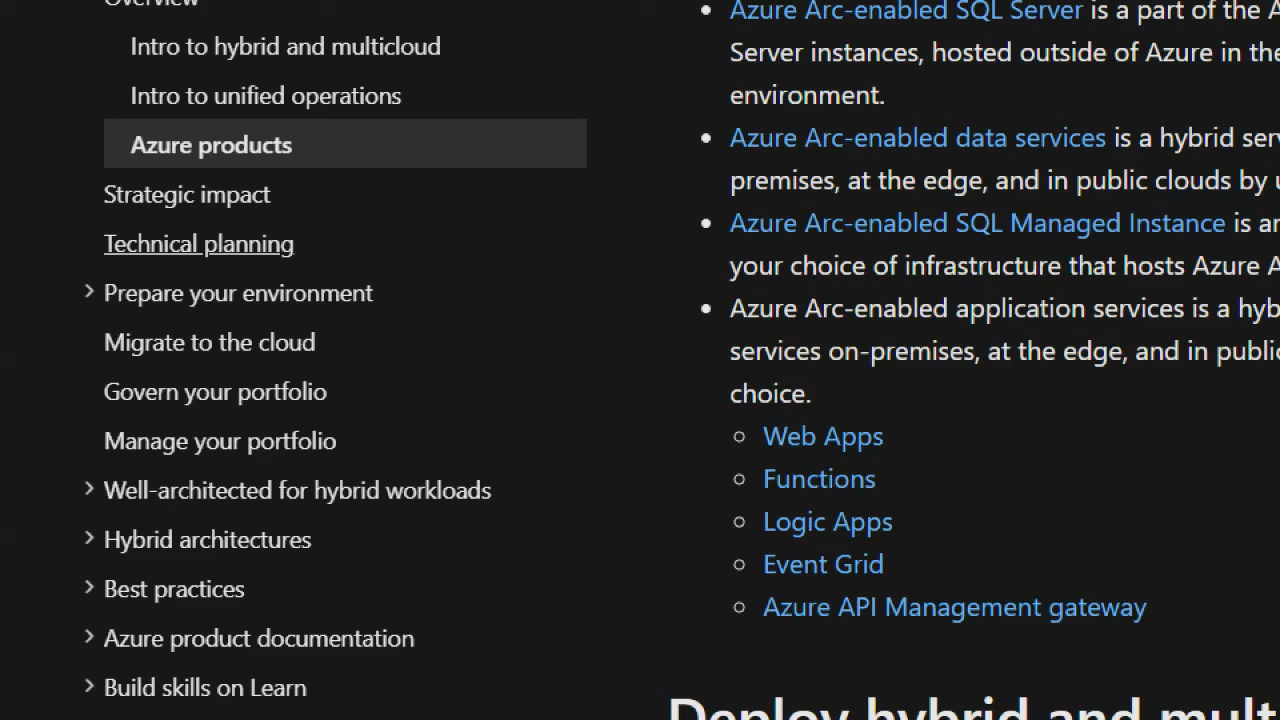 Overview
Intro to hybrid and multicloud
Intro to unified operations
Azure products
Strategic impact
Technical planning
Prepare your environment
Migrate to the cloud
Govern your portfolio
Manage your portfolio
Well-architected for hybrid workloads
Hybrid architectures
Best practices
Azure product documentation
Build skills on Learn
Azure Arc-enabled SQL Server is a part of the
Server instances, hosted outside of Azure in the
environment.
Azure Arc-enabled data services is a hybrid
premises, at the edge, and in public clouds by
Azure Arc-enabled SQL Managed Instance is
your choice of infrastructure that hosts Azure
Azure Arc-enabled application services is a
services on-premises, at the edge, and in
choice.
Web Apps
Functions
Logic Apps
Event Grid
Azure API Management gateway
Deploy hybrid and